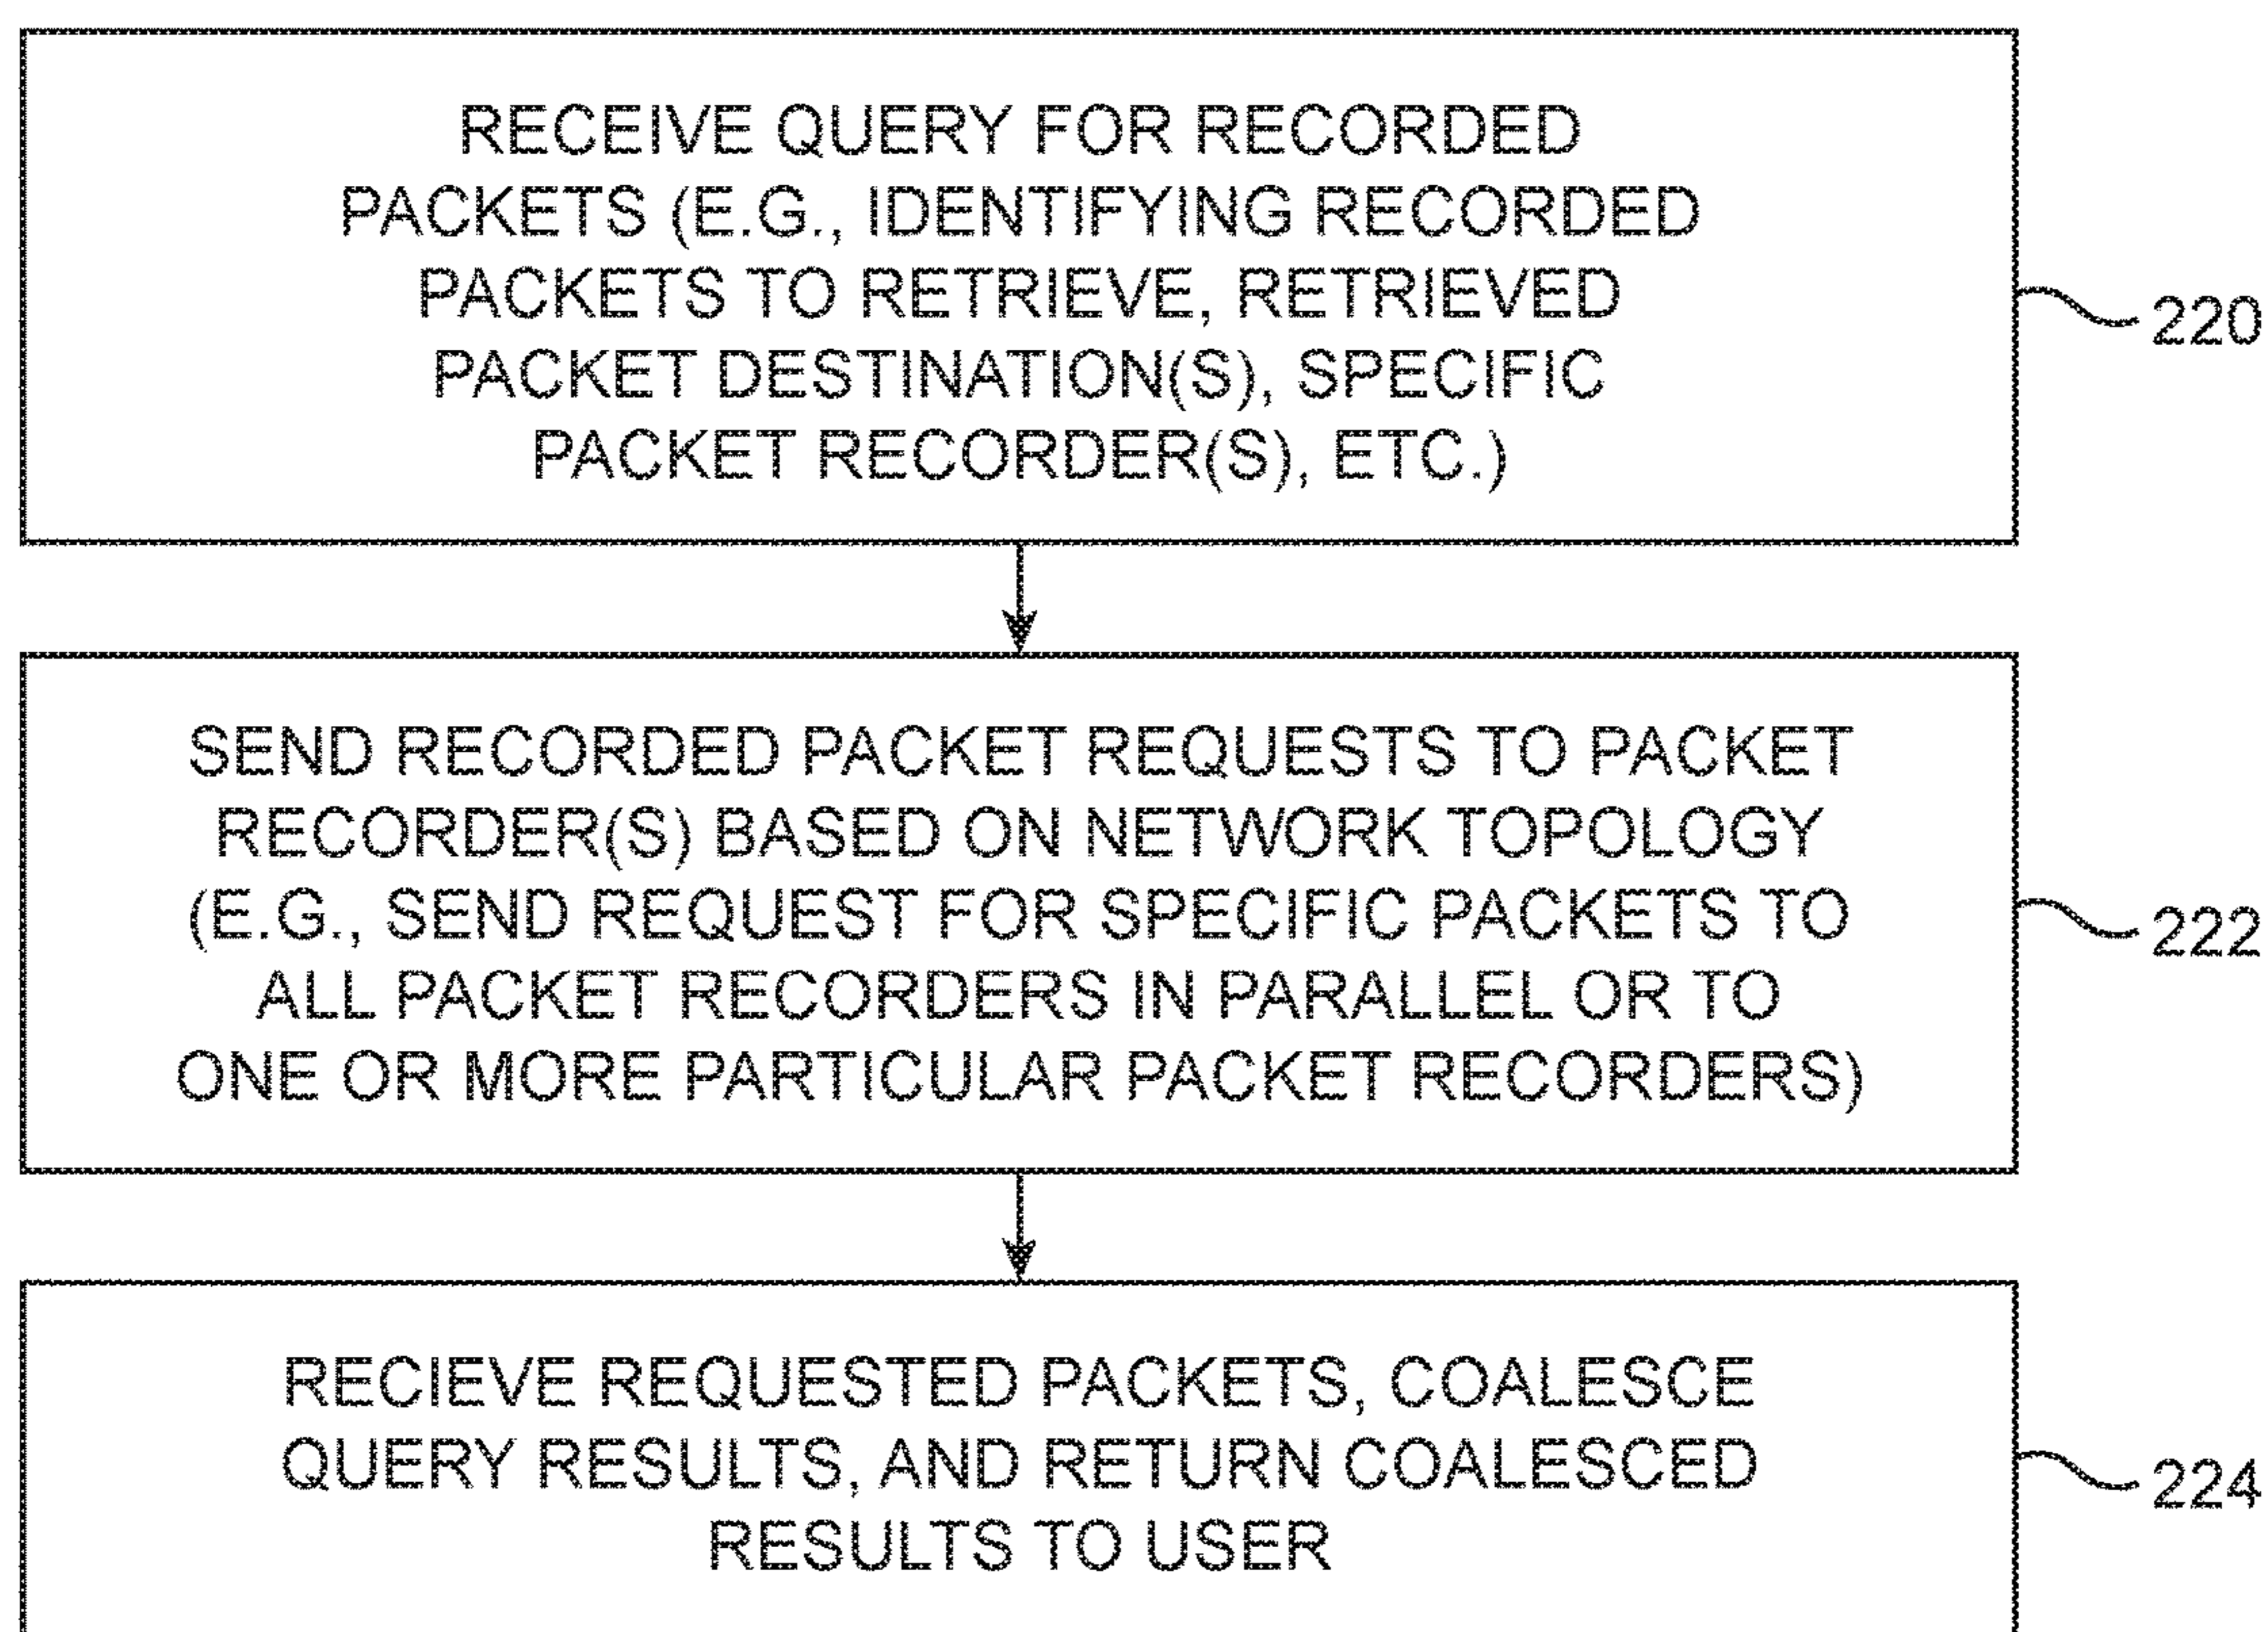 RECEIVE QUERY FOR RECORDED
PACKETS (E.G., IDENTIFYING RECORDED
PACKETS TO RETRIEVE, RETRIEVED
PACKET DESTINATION(S), SPECIFIC
PACKET RECORDER(S), ETC.)
220
SEND RECORDED PACKET REQUESTS TO PACKET
RECORDER(S) BASED ON NETWORK TOPOLOGY
(E.G., SEND REQUEST FOR SPECIFIC PACKETS TO
ALL PACKET RECORDERS IN PARALLEL OR TO
ONE OR MORE PARTICULAR PACKET RECORDERS)
222
RECIEVE REQUESTED PACKETS, COALESCE
QUERY RESULTS, AND RETURN COALESCED
RESULTS TO USER
224